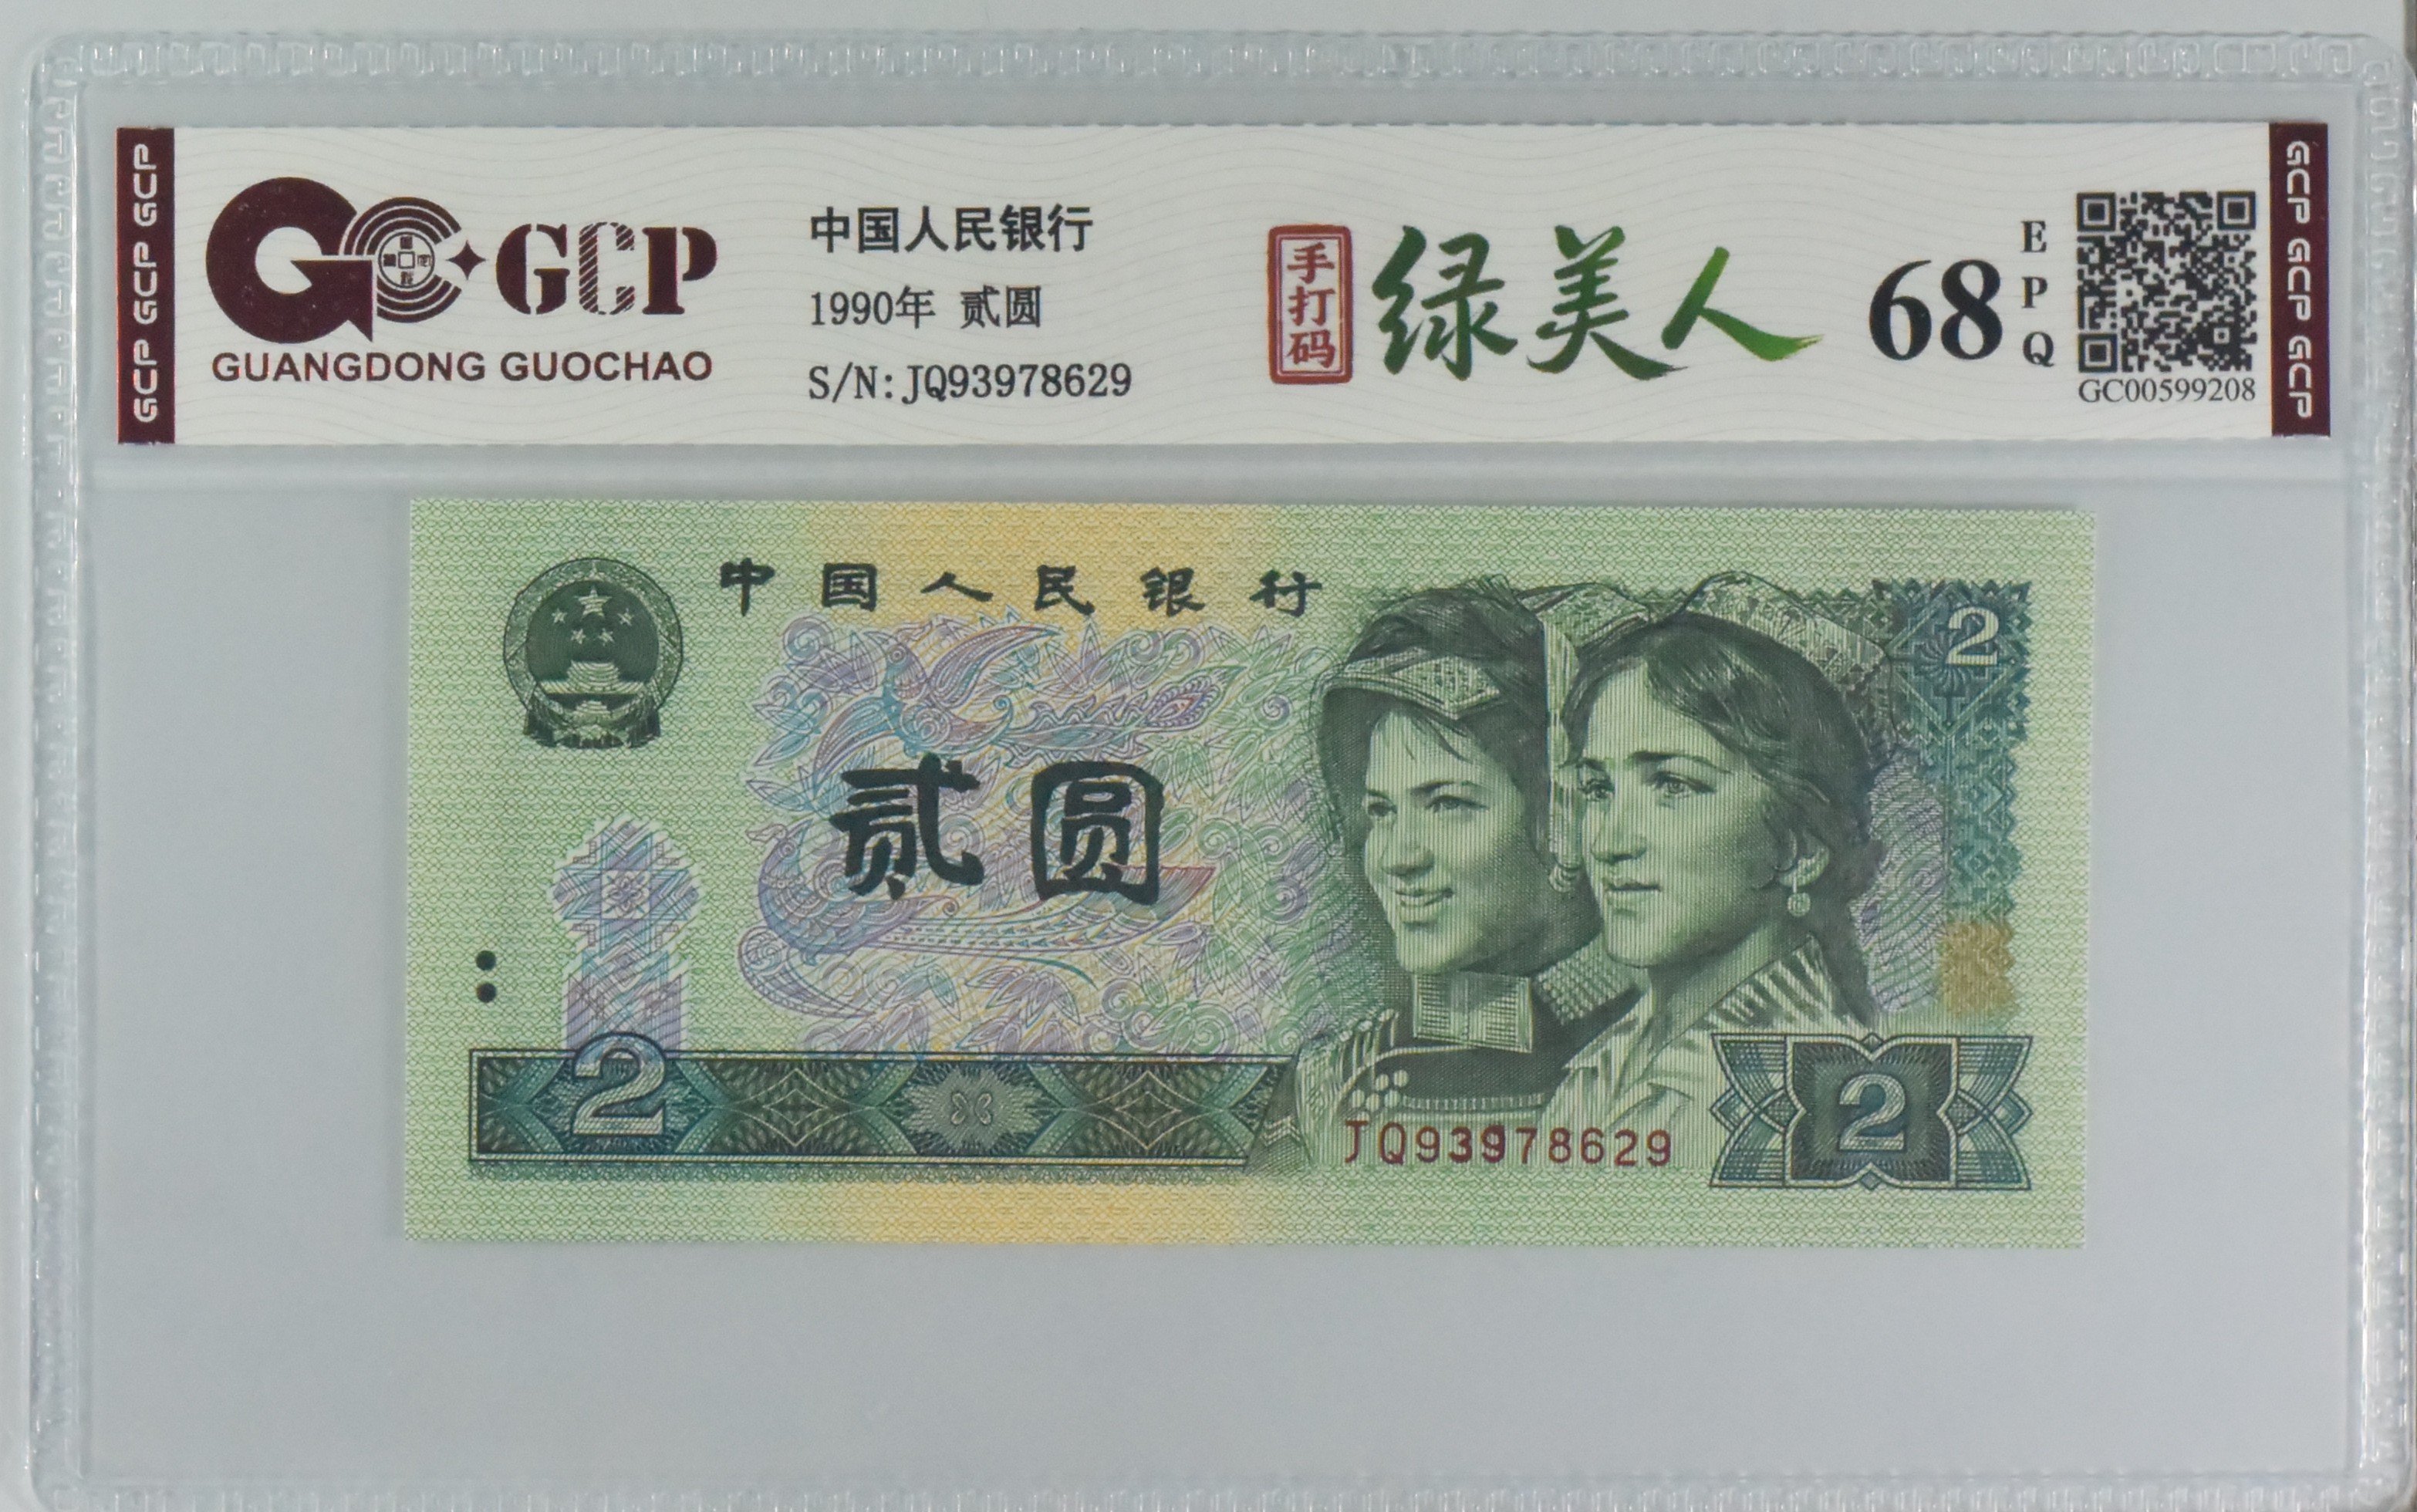 GCP GCP GCP
GCP
GUANGDONG GUOCHAO
中国人民银行
1990年 贰圆
S/N:JQ93978629
手打码
绿美人
68
EPQ
GC00599208
GCP GCP GCP
中国人民银行
2
贰圆
2
JQ93978629
2